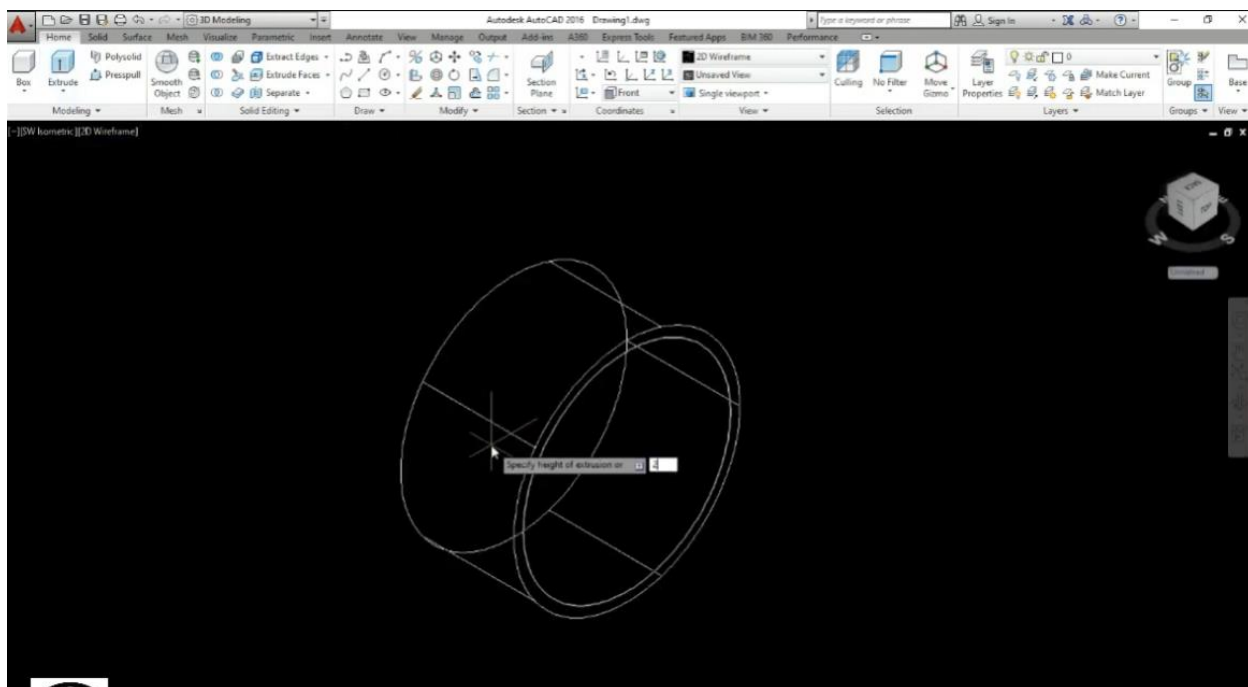 3D Modeling Autodesk AutoCAD 2016 Drawing1.dwg Type a keyword or phrase Sign In
Home Solid Surface Mesh Visualize Parametric Insert Annotate View Manage Output Add-ins A360 Express Tools Featured Apps BIM 360 Performance
Polysolid Extract Edges 2D Wireframe 0
Presspull Extrude Faces Unsaved View Make Current
Box Extrude Smooth Object Section Plane Culling No Filter Move Gizmo Layer Properties Group Base
Separate Front Single viewport Match Layer
Modeling Mesh Solid Editing Draw Modify Section Coordinates View Selection Layers Groups View
[−][SW Isometric][2D Wireframe]
TOP
W S
Unnamed
Specify height of extrusion or 2